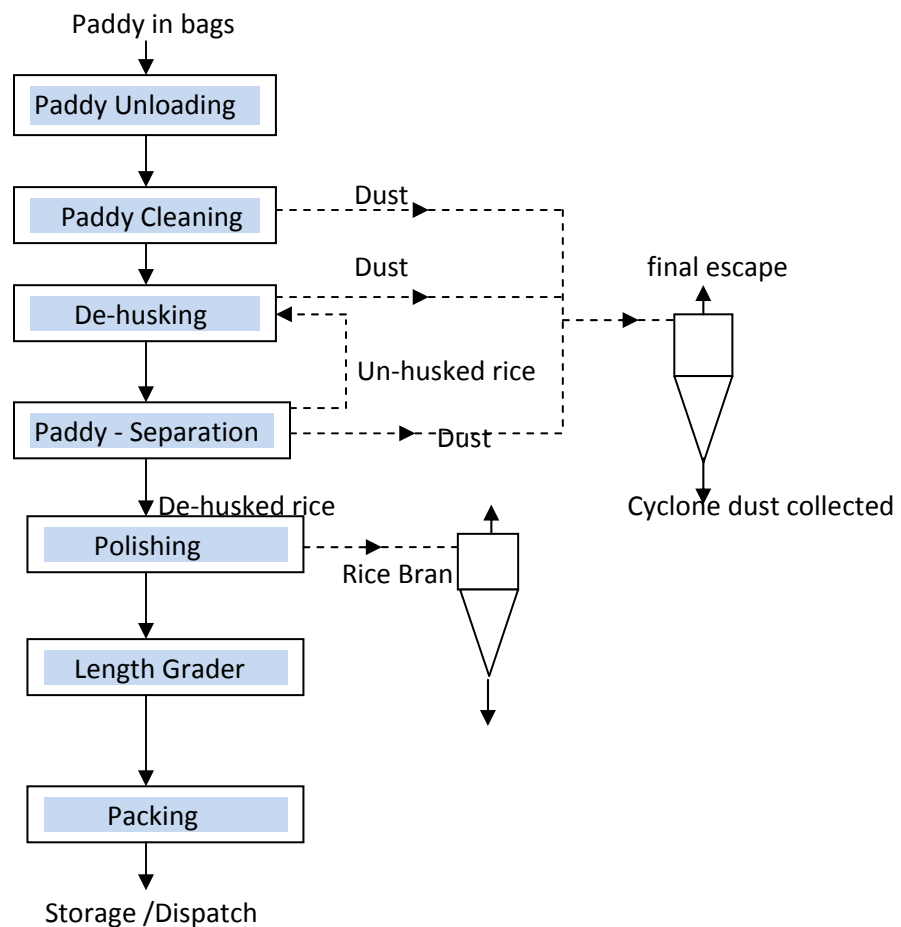 Paddy in bags
Paddy Unloading
Dust
Paddy Cleaning
Dust
final escape
De-husking
Un-husked rice
Paddy - Separation
Dust
De-husked rice
Cyclone dust collected
Polishing
Rice Bran
Length Grader
Packing
Storage /Dispatch